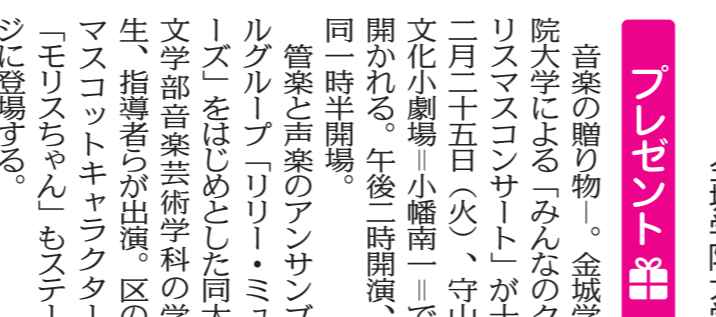 プレゼント
音楽の贈り物―。金城学
院大学による「みんなのク
リスマスコンサート」が十
二月二十五日（火）、守山
文化小劇場＝小幡南一＝で
開かれる。午後二時開演、
同一時半開場。
管楽と声楽のアンサンブ
ルグループ「リリー・ミュ
ーズ」をはじめとした同大
文学部音楽芸術学科の学
生、指導者らが出演。区の
マスコットキャラクター
「モリスちゃん」もステー
ジに登場する。